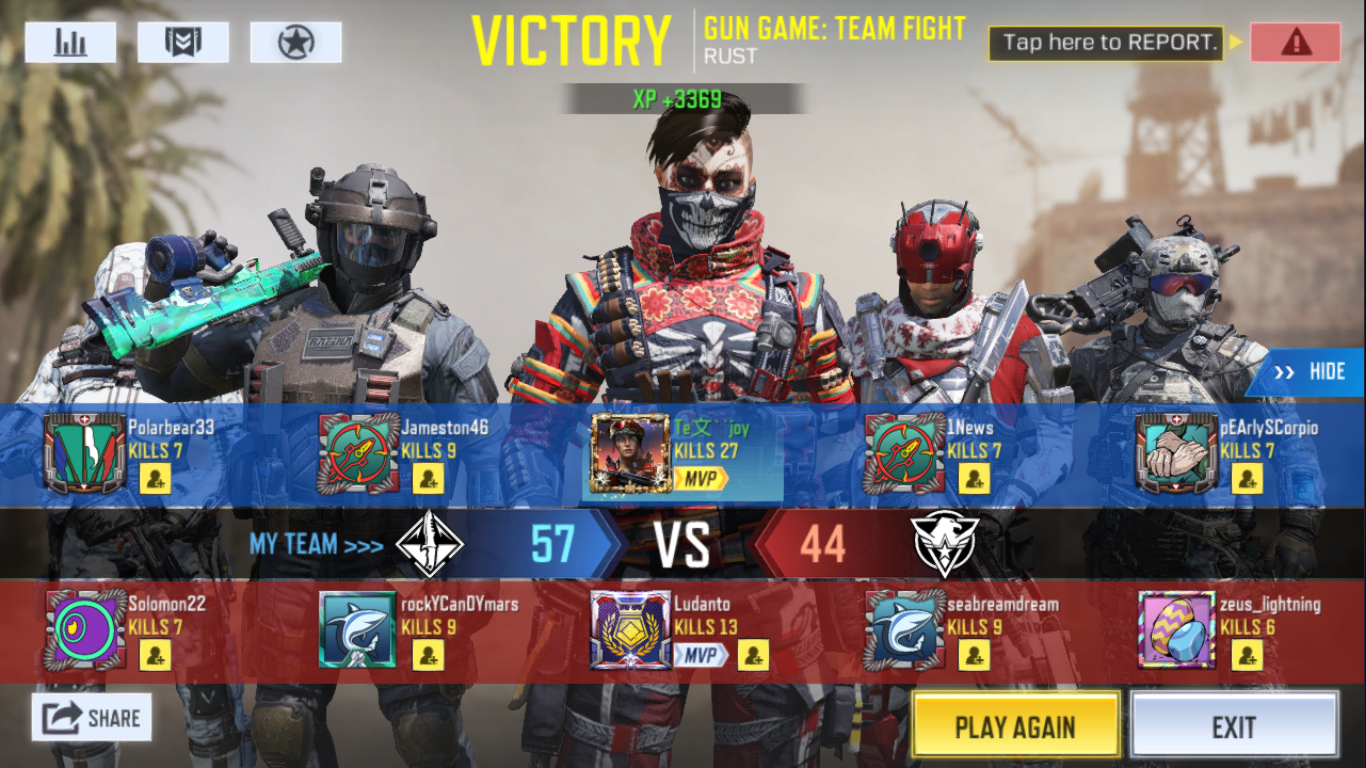 VICTORY
GUN GAME: TEAM FIGHT
RUST
Tap here to REPORT.
XP +3369
HIDE
Polarbear33
KILLS 7
Jameston46
KILLS 9
Te文``joy
KILLS 27
MVP
1News
KILLS 7
pEArlySCorpio
KILLS 7
MY TEAM >>>
57
VS
44
Solomon22
KILLS 7
rockYCanDYmars
KILLS 9
Ludanto
KILLS 13
MVP
seabreamdream
KILLS 9
zeus_lightning
KILLS 6
SHARE
PLAY AGAIN
EXIT